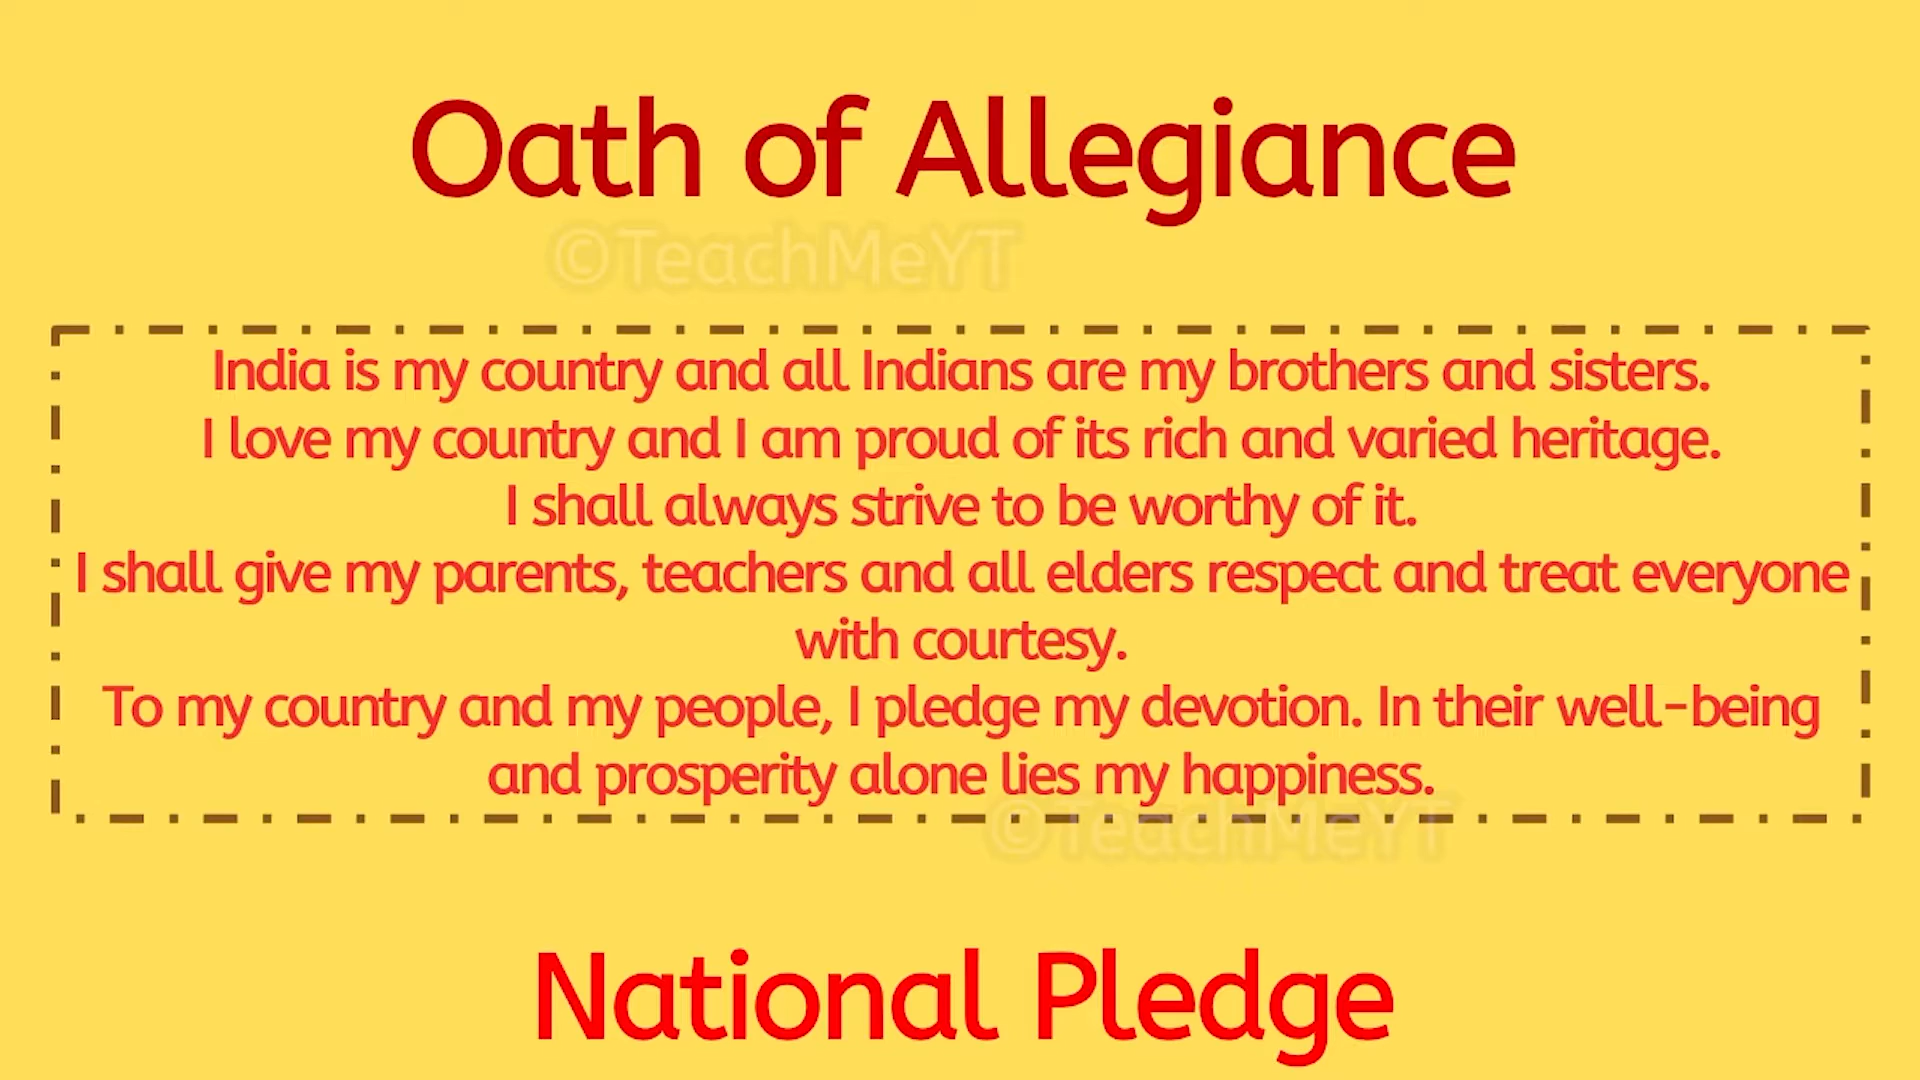 Oath of Allegiance
©TeachMeYT
India is my country and all Indians are my brothers and sisters.
I love my country and I am proud of its rich and varied heritage.
I shall always strive to be worthy of it.
I shall give my parents, teachers and all elders respect and treat everyone
with courtesy.
To my country and my people, I pledge my devotion. In their well-being
and prosperity alone lies my happiness.
©TeachMeYT
National Pledge